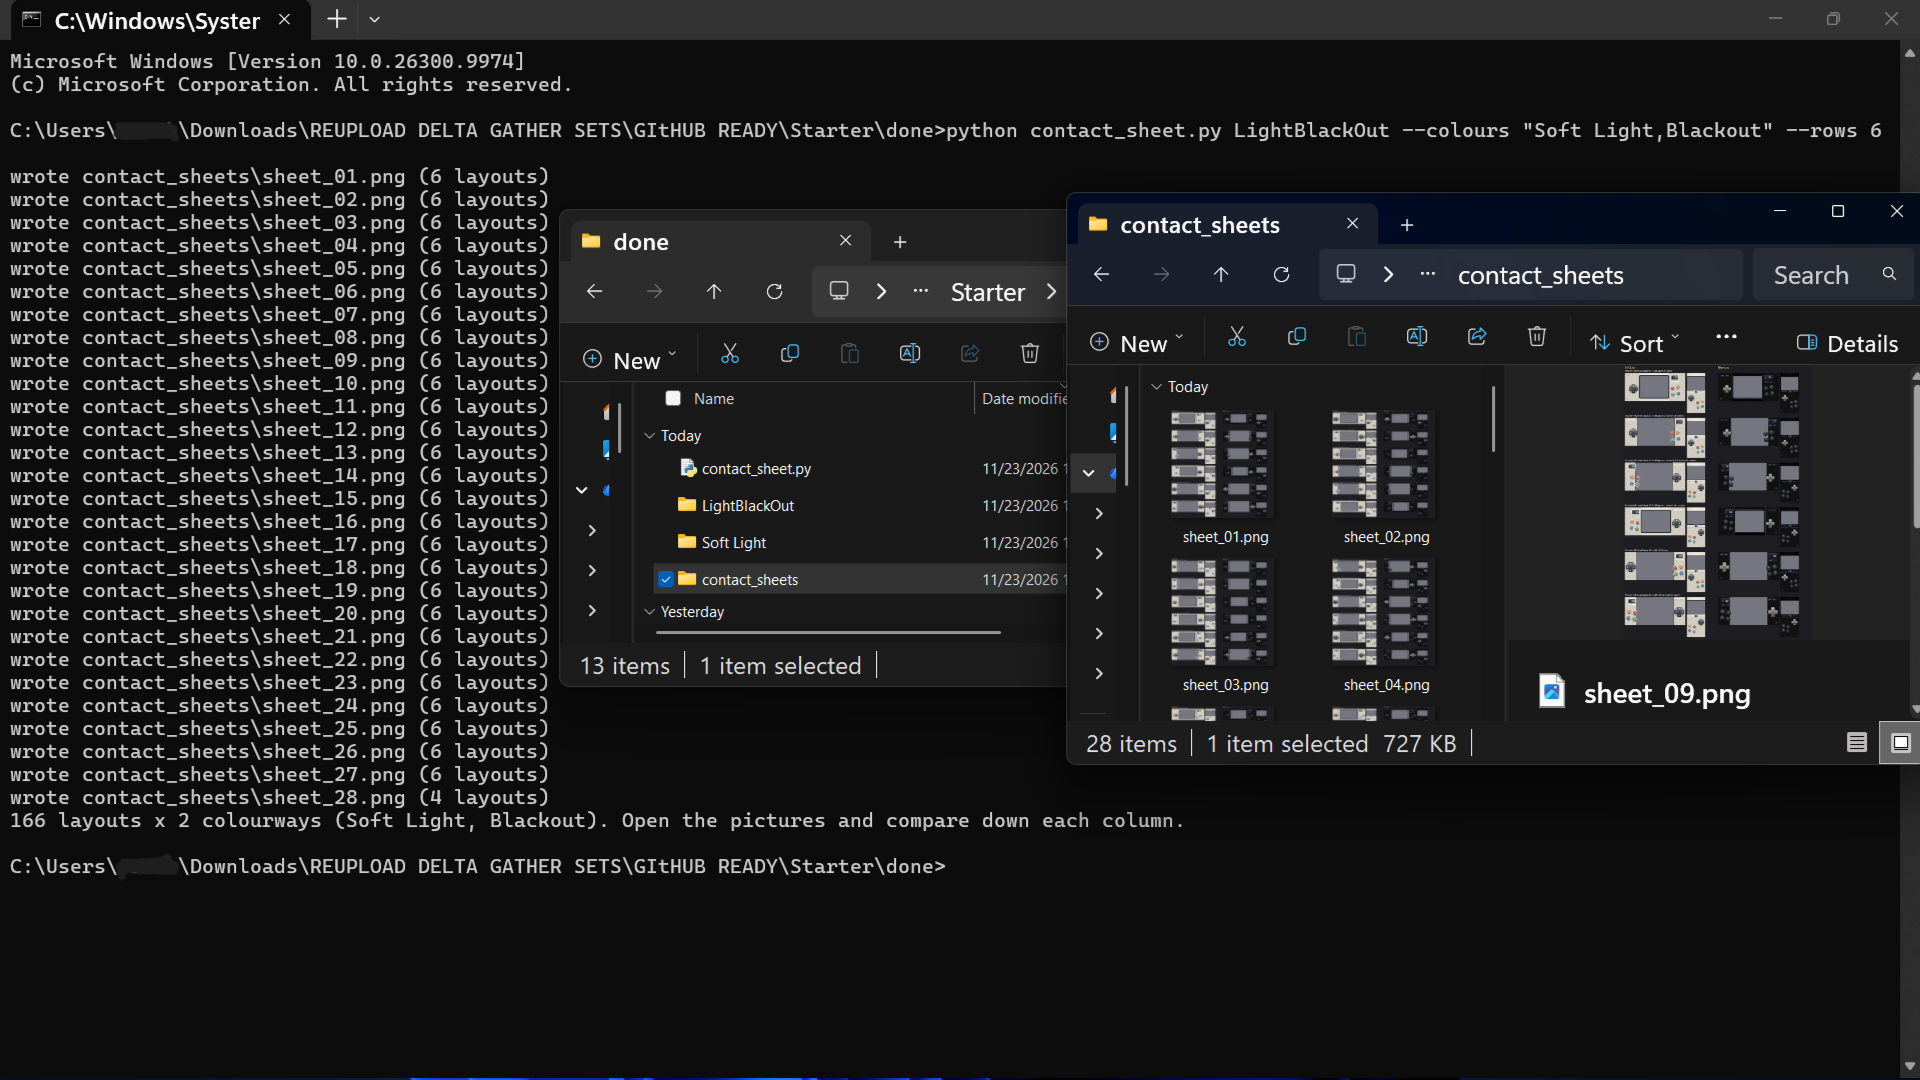 C:\Windows\Syster
Microsoft Windows [Version 10.0.26300.9974]
(c) Microsoft Corporation. All rights reserved.
C:\Users\ \Downloads\REUPLOAD DELTA GATHER SETS\GItHUB READY\Starter\done>python contact_sheet.py LightBlackOut --colours "Soft Light,Blackout" --rows 6
wrote contact_sheets\sheet_01.png (6 layouts)
wrote contact_sheets\sheet_02.png (6 layouts)
wrote contact_sheets\sheet_03.png (6 layouts)
wrote contact_sheets\sheet_04.png (6 layouts)
wrote contact_sheets\sheet_05.png (6 layouts)
wrote contact_sheets\sheet_06.png (6 layouts)
wrote contact_sheets\sheet_07.png (6 layouts)
wrote contact_sheets\sheet_08.png (6 layouts)
wrote contact_sheets\sheet_09.png (6 layouts)
wrote contact_sheets\sheet_10.png (6 layouts)
wrote contact_sheets\sheet_11.png (6 layouts)
wrote contact_sheets\sheet_12.png (6 layouts)
wrote contact_sheets\sheet_13.png (6 layouts)
wrote contact_sheets\sheet_14.png (6 layouts)
wrote contact_sheets\sheet_15.png (6 layouts)
wrote contact_sheets\sheet_16.png (6 layouts)
wrote contact_sheets\sheet_17.png (6 layouts)
wrote contact_sheets\sheet_18.png (6 layouts)
wrote contact_sheets\sheet_19.png (6 layouts)
wrote contact_sheets\sheet_20.png (6 layouts)
wrote contact_sheets\sheet_21.png (6 layouts)
wrote contact_sheets\sheet_22.png (6 layouts)
wrote contact_sheets\sheet_23.png (6 layouts)
wrote contact_sheets\sheet_24.png (6 layouts)
wrote contact_sheets\sheet_25.png (6 layouts)
wrote contact_sheets\sheet_26.png (6 layouts)
wrote contact_sheets\sheet_27.png (6 layouts)
wrote contact_sheets\sheet_28.png (4 layouts)
166 layouts x 2 colourways (Soft Light, Blackout). Open the pictures and compare down each column.
C:\Users\ \Downloads\REUPLOAD DELTA GATHER SETS\GItHUB READY\Starter\done>
done
Starter
New
Name Date modifie
Today
contact_sheet.py 11/23/2026 1
LightBlackOut 11/23/2026 1
Soft Light 11/23/2026 1
contact_sheets 11/23/2026 1
Yesterday
13 items 1 item selected
contact_sheets
contact_sheets Search
New Sort Details
Today
sheet_01.png sheet_02.png
sheet_03.png sheet_04.png
sheet_09.png
28 items 1 item selected 727 KB